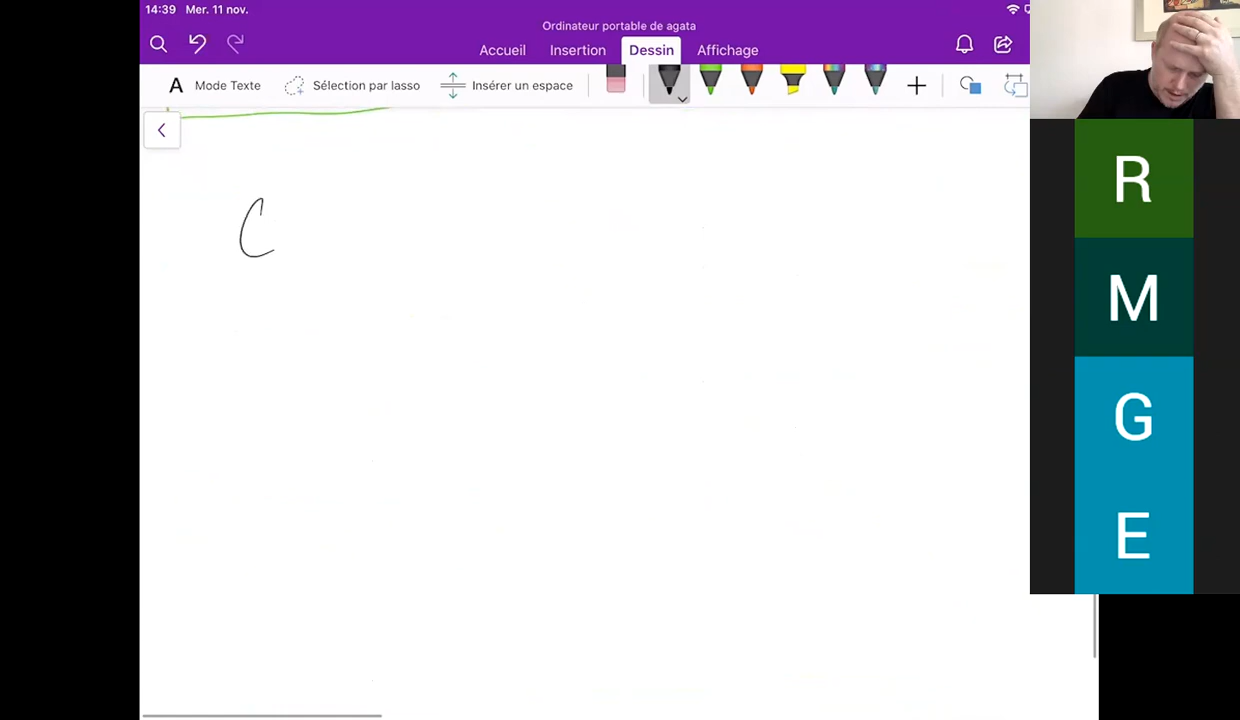 14:39 Mer. 11 nov.
Ordinateur portable de agata
Accueil Insertion Dessin Affichage
A Mode Texte Sélection par lasso Insérer un espace
C
R
M
G
E